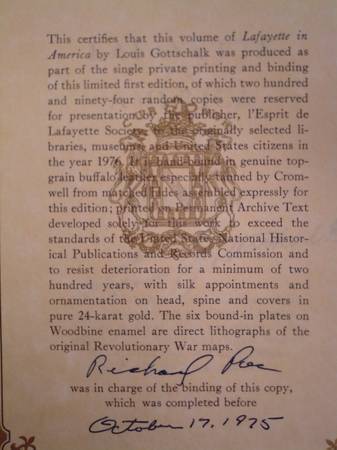 This certifies that this volume of Lafayette in
America by Louis Gottschalk was produced as
part of the single private printing and binding
of this limited first edition, of which two hundred
and ninety-four random copies were reserved
for presentation by the publisher, l'Esprit de
Lafayette Society, to the originally selected li-
braries, museums and United States citizens in
the year 1976. It is hand-bound in genuine top-
grain buffalo leather especially tanned by Crom-
well from matched sides assembled expressly for
this edition; printed on Permanent Archive Text
developed solely for this work to exceed the
standards of the United States National Histor-
ical Publications and Records Commission and
to resist deterioration for a minimum of two
hundred years, with silk appointments and
ornamentation on head, spine and covers in
pure 24-karat gold. The six bound-in plates on
Woodbine enamel are direct lithographs of the
original Revolutionary War maps.
Richard
was in charge of the binding of this copy,
which was completed before
October 17, 1975